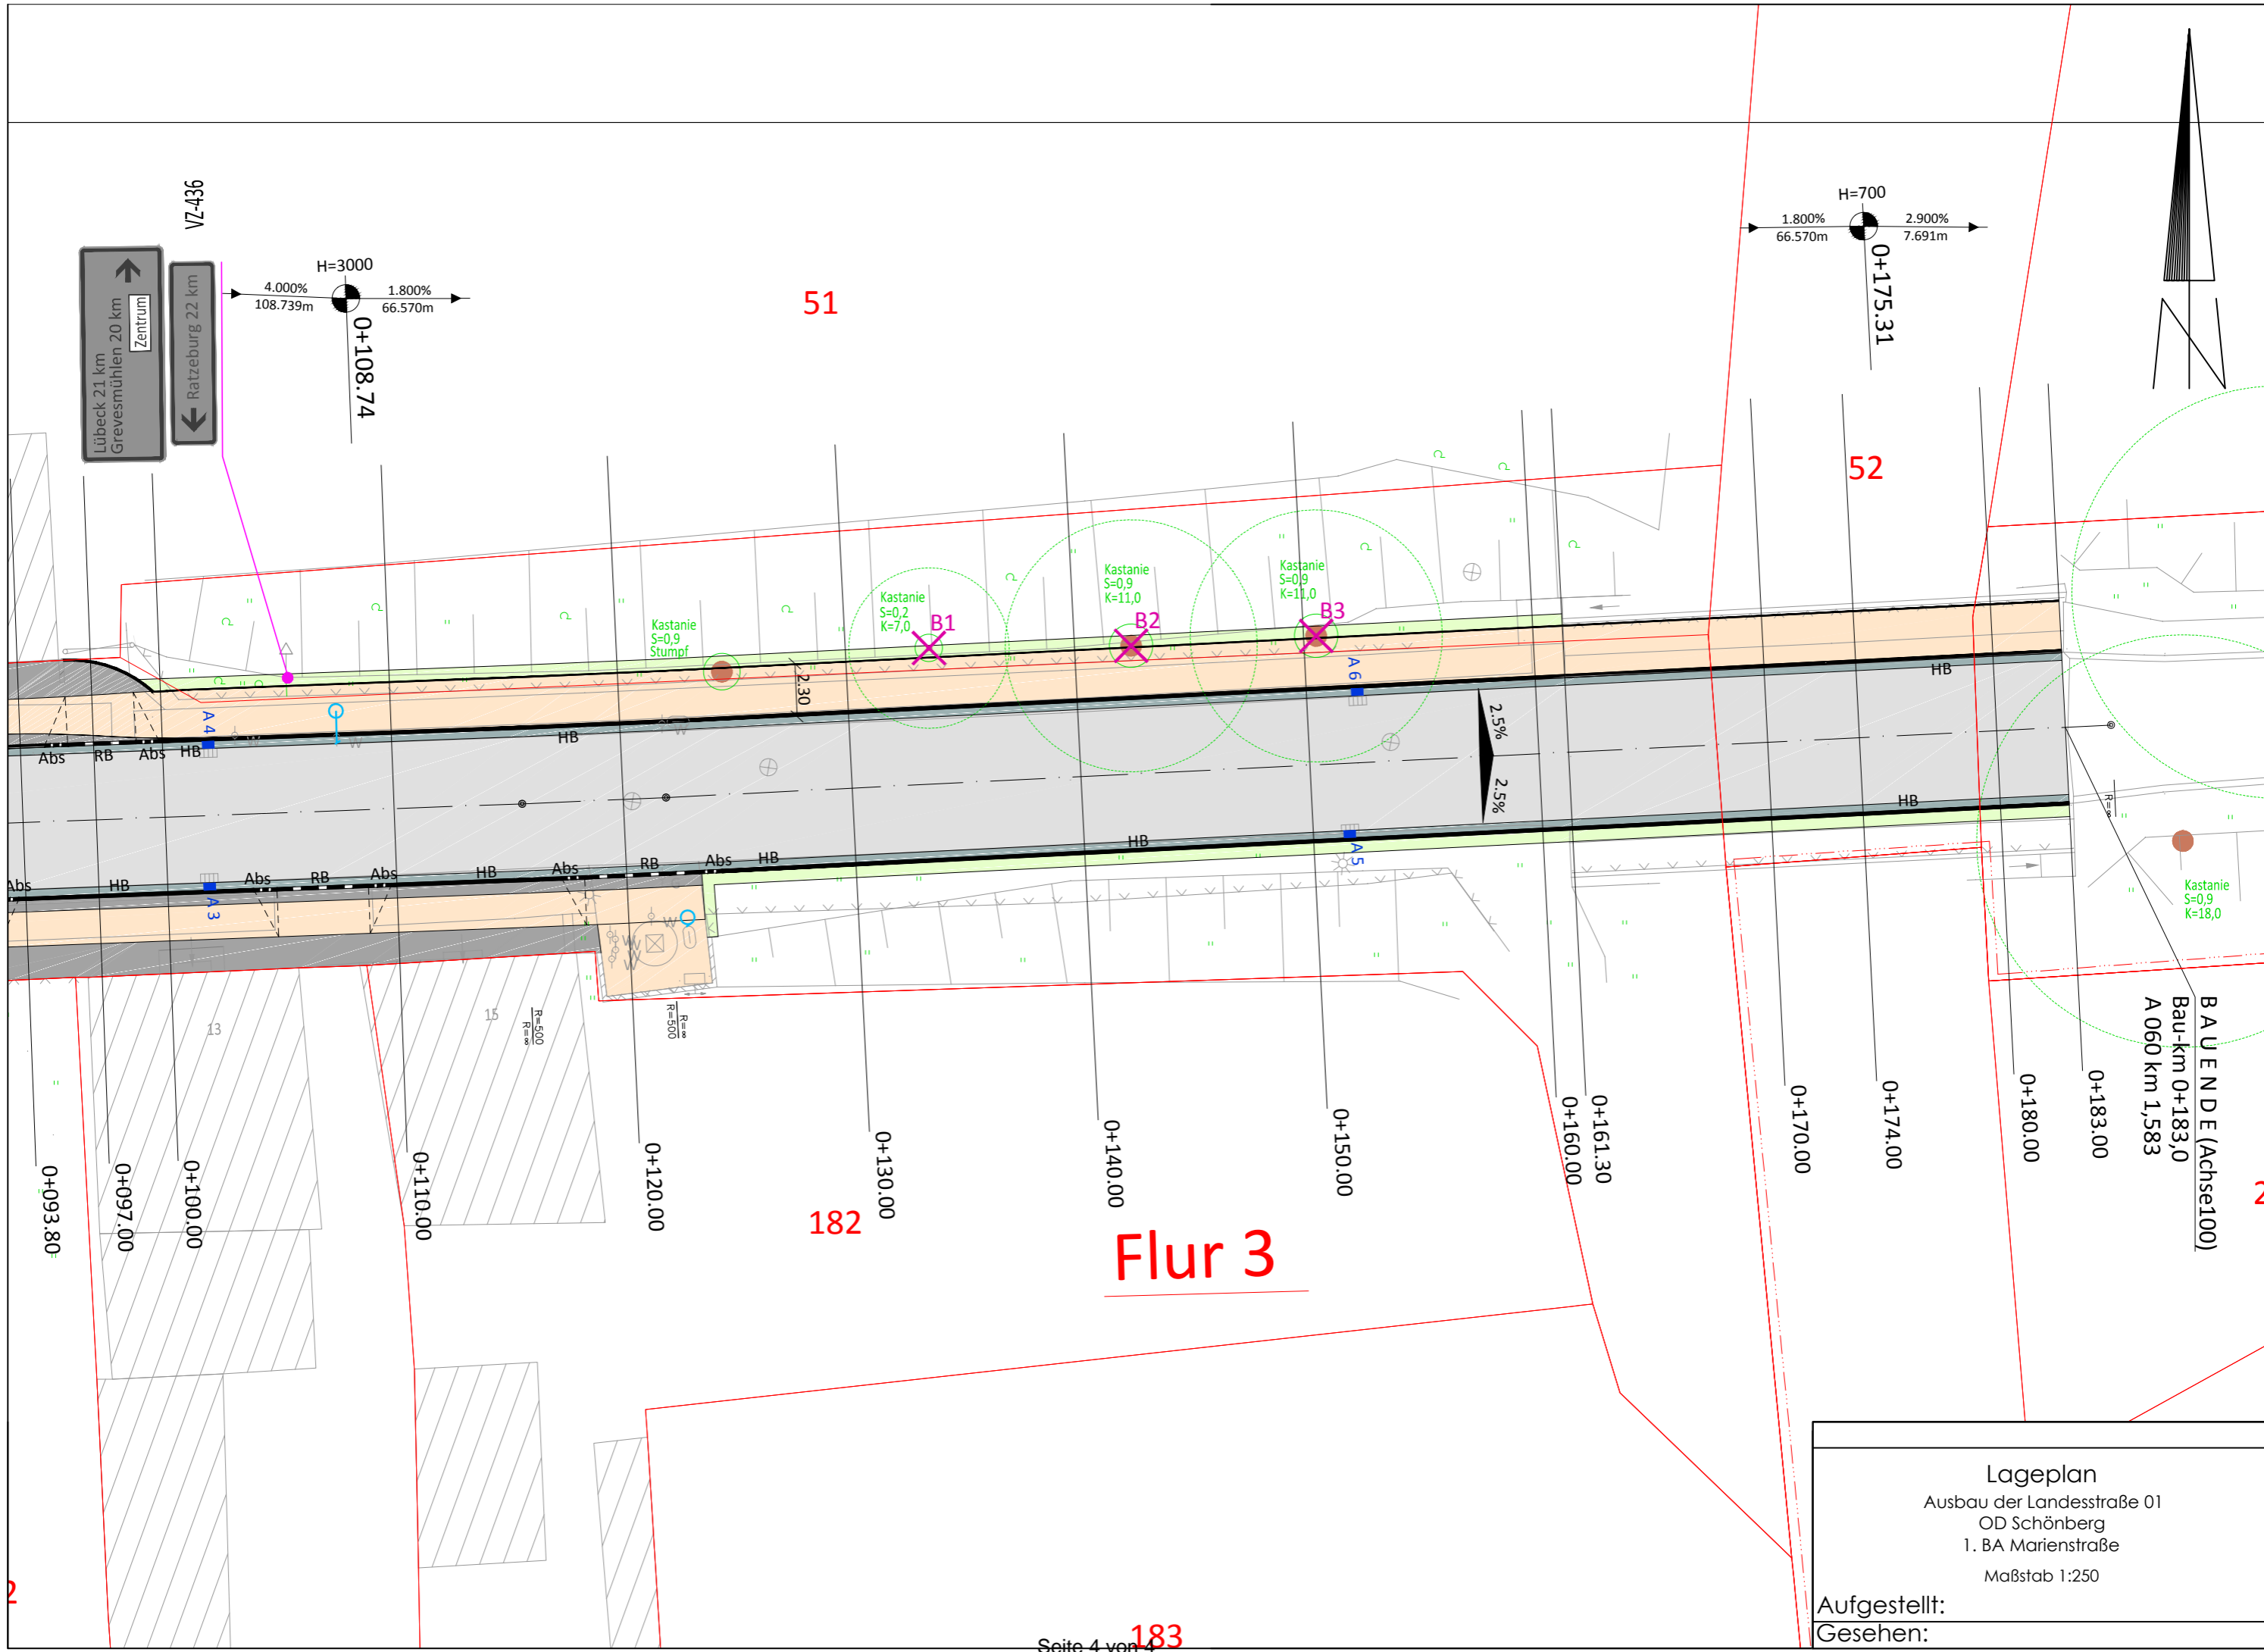 VZ-436
Lübeck 21 km
Grevesmühlen 20 km
Zentrum
Ratzeburg 22 km
H=3000
4.000%
1.800%
108.739m
66.570m
0+108.74
51
H=700
1.800%
2.900%
66.570m
7.691m
0+175.31
52
Kastanie
S=0,9
Stumpf
Kastanie
S=0,2
K=7,0
B1
Kastanie
S=0,9
K=11,0
B2
Kastanie
S=0,9
K=11,0
B3
2.30
A 4
A 6
Abs
RB
Abs
HB
HB
HB
2.5%
2.5%
W
W
Abs
HB
A 3
Abs
RB
Abs
HB
Abs
RB
Abs
HB
HB
A 5
HB
R=∞
W
W
W
W
Kastanie
S=0,9
K=18,0
13
15
R=500
R=∞
R=∞
R=500
B A U E N D E (Achse100)
Bau-km 0+183,0
A 060 km 1,583
0+093.80
0+097.00
0+100.00
0+110.00
0+120.00
0+130.00
0+140.00
0+150.00
0+160.00
0+161.30
0+170.00
0+174.00
0+180.00
0+183.00
182
Flur 3
2
2
183
Seite 4 von 4
Lageplan
Ausbau der Landesstraße 01
OD Schönberg
1. BA Marienstraße
Maßstab 1:250
Aufgestellt:
Gesehen: